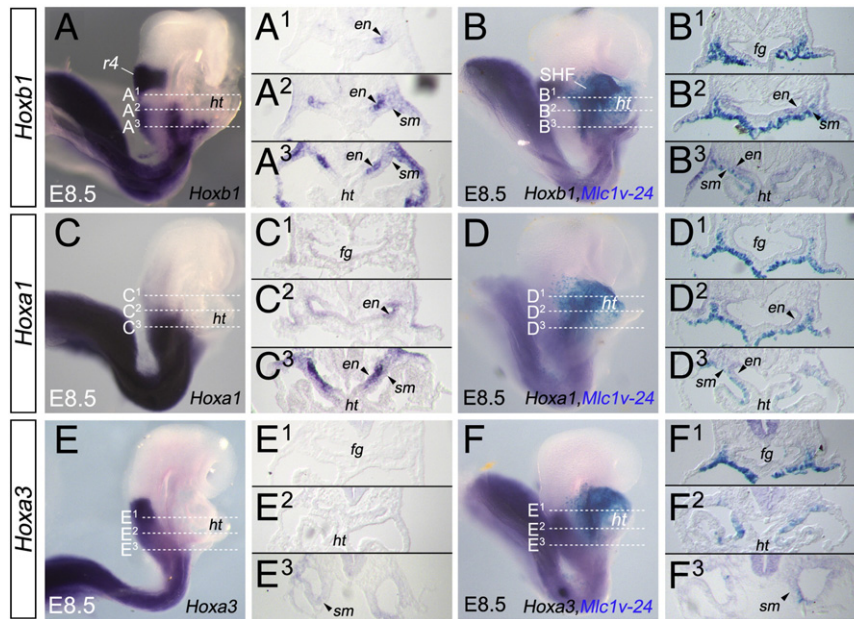 Hoxb1
A
r4
A1
A2
A3
ht
E8.5
Hoxb1
A1
en
A2
en
sm
A3
en
sm
ht
B
SHF
B1
B2
B3
ht
E8.5
Hoxb1,Mlc1v-24
B1
fg
B2
en
sm
B3
en
sm
ht
Hoxa1
C
C1
C2
C3
ht
E8.5
Hoxa1
C1
fg
C2
en
C3
en
sm
ht
D
D1
D2
D3
ht
E8.5
Hoxa1,Mlc1v-24
D1
fg
D2
en
D3
en
sm
ht
Hoxa3
E
E1
E2
E3
ht
E8.5
Hoxa3
E1
fg
E2
ht
E3
sm
F
E1
E2
E3
ht
E8.5
Hoxa3,Mlc1v-24
F1
fg
F2
ht
F3
sm